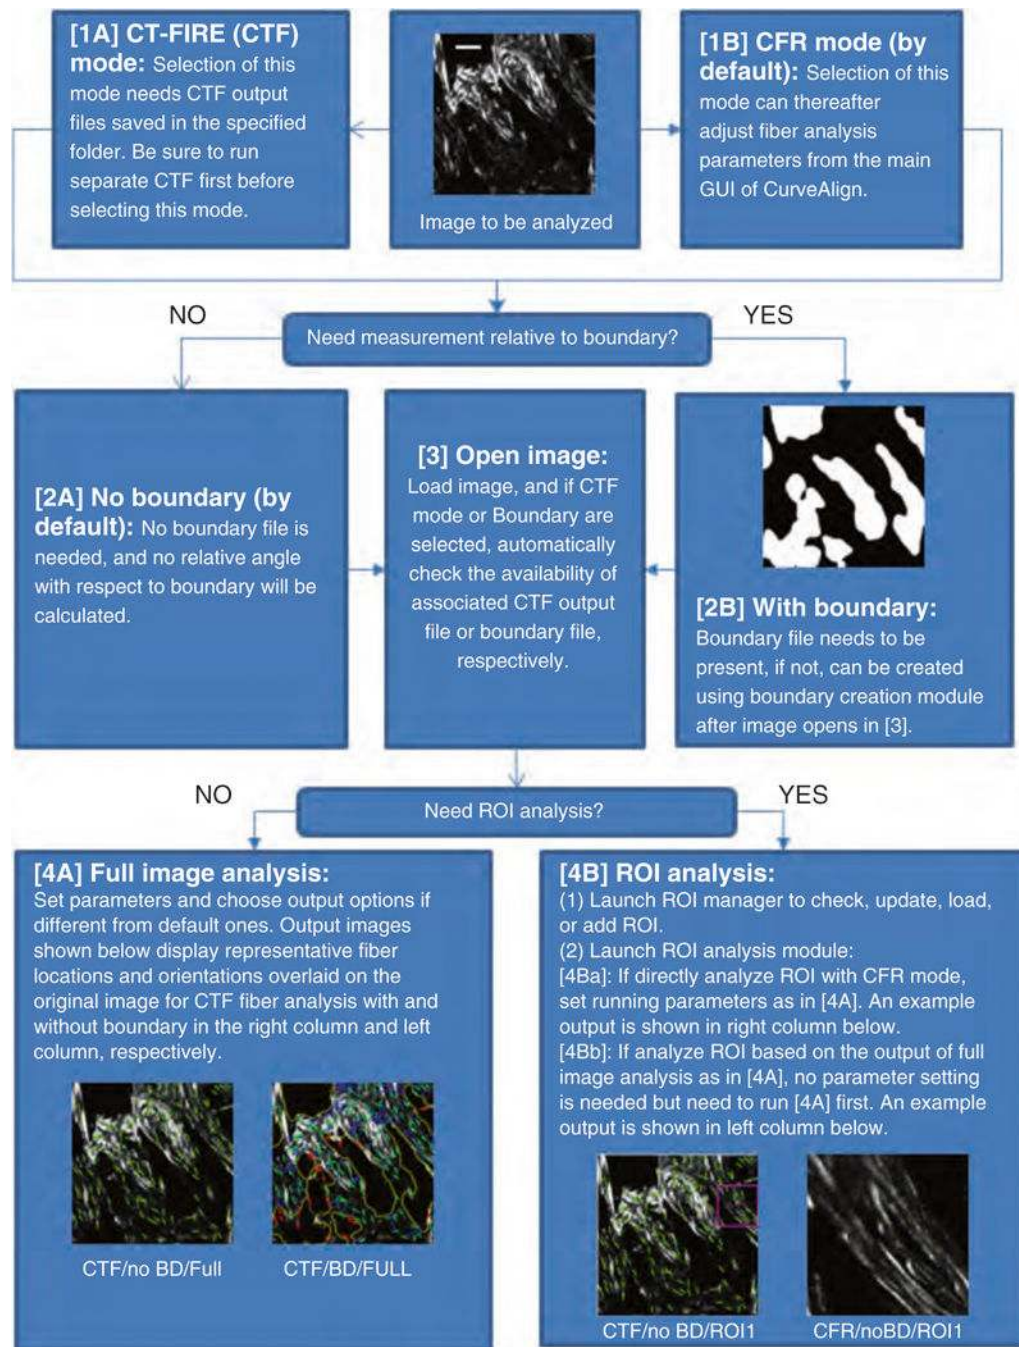 [1A] CT-FIRE (CTF)
mode: Selection of this
mode needs CTF output
files saved in the specified
folder. Be sure to run
separate CTF first before
selecting this mode.
Image to be analyzed
[1B] CFR mode (by
default): Selection of this
mode can thereafter
adjust fiber analysis
parameters from the main
GUI of CurveAlign.
NO
Need measurement relative to boundary?
YES
[2A] No boundary (by
default): No boundary file is
needed, and no relative angle
with respect to boundary will be
calculated.
[3] Open image:
Load image, and if CTF
mode or Boundary are
selected, automatically
check the availability of
associated CTF output
file or boundary file,
respectively.
[2B] With boundary:
Boundary file needs to be
present, if not, can be created
using boundary creation module
after image opens in [3].
NO
Need ROI analysis?
YES
[4A] Full image analysis:
Set parameters and choose output options if
different from default ones. Output images
shown below display representative fiber
locations and orientations overlaid on the
original image for CTF fiber analysis with and
without boundary in the right column and left
column, respectively.
CTF/no BD/Full
CTF/BD/FULL
[4B] ROI analysis:
(1) Launch ROI manager to check, update, load,
or add ROI.
(2) Launch ROI analysis module:
[4Ba]: If directly analyze ROI with CFR mode,
set running parameters as in [4A]. An example
output is shown in right column below.
[4Bb]: If analyze ROI based on the output of full
image analysis as in [4A], no parameter setting
is needed but need to run [4A] first. An example
output is shown in left column below.
CTF/no BD/ROI1
CFR/noBD/ROI1